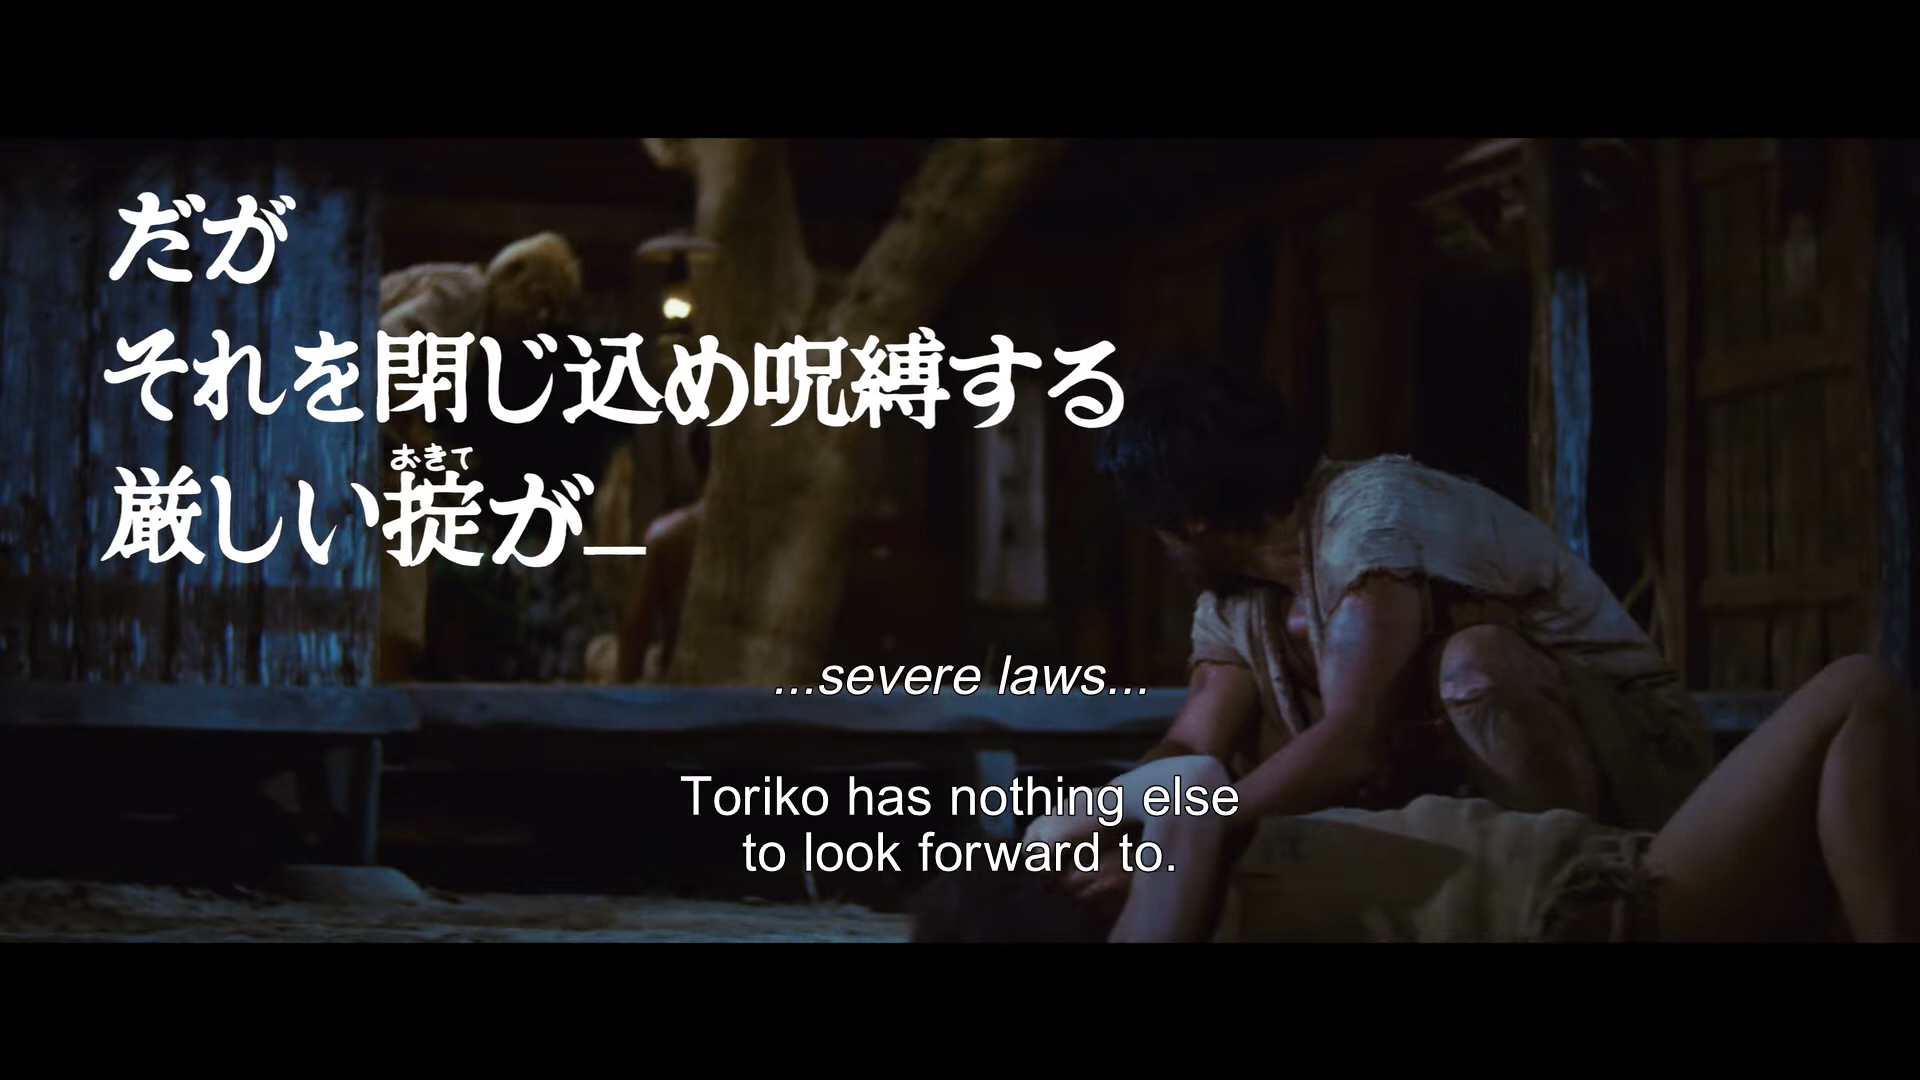 だが
それを閉じ込め呪縛する
おきて
厳しい掟が_
...severe laws...
Toriko has nothing else
to look forward to.